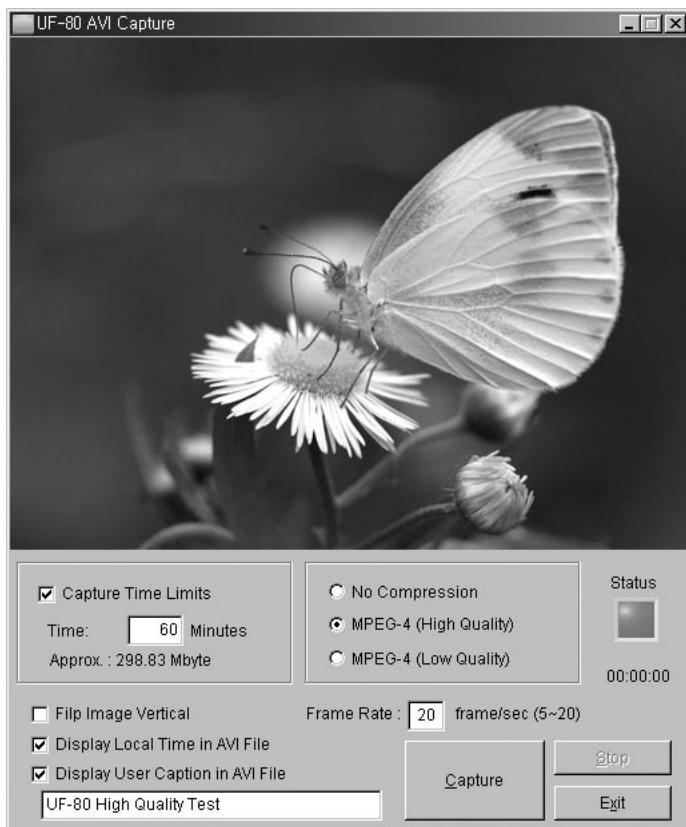 UF-80 AVI Capture
Capture Time Limits
Time: 60 Minutes
Approx. : 298.83 Mbyte
No Compression
MPEG-4 (High Quality)
MPEG-4 (Low Quality)
Status
00:00:00
Filp Image Vertical
Frame Rate : 20 frame/sec (5~20)
Display Local Time in AVI File
Display User Caption in AVI File
UF-80 High Quality Test
Capture
Stop
Exit